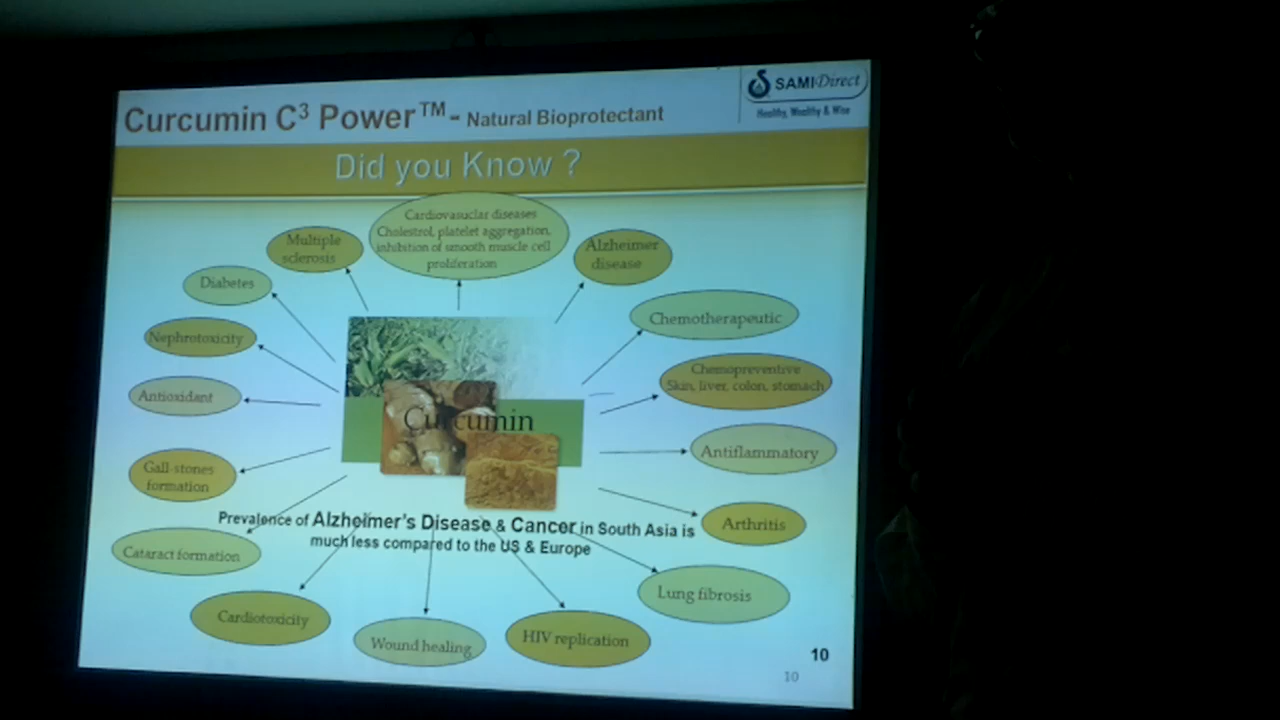 Curcumin C³ Power™ - Natural Bioprotectant
SAMI Direct
Healthy, Wealthy & Wise
Did you Know ?
Cardiovasuclar diseases
Cholestrol, platelet aggregation,
inhibition of smooth muscle cell
proliferation
Multiple
sclerosis
Alzheimer
disease
Diabetes
Chemotherapeutic
Nephrotoxicity
Chemopreventive
Skin, liver, colon, stomach
Antioxidant
Curcumin
Antiflammatory
Gall-stones
formation
Arthritis
Prevalence of Alzheimer's Disease & Cancer in South Asia is
much less compared to the US & Europe
Cataract formation
Lung fibrosis
Cardiotoxicity
Wound healing
HIV replication
10
10